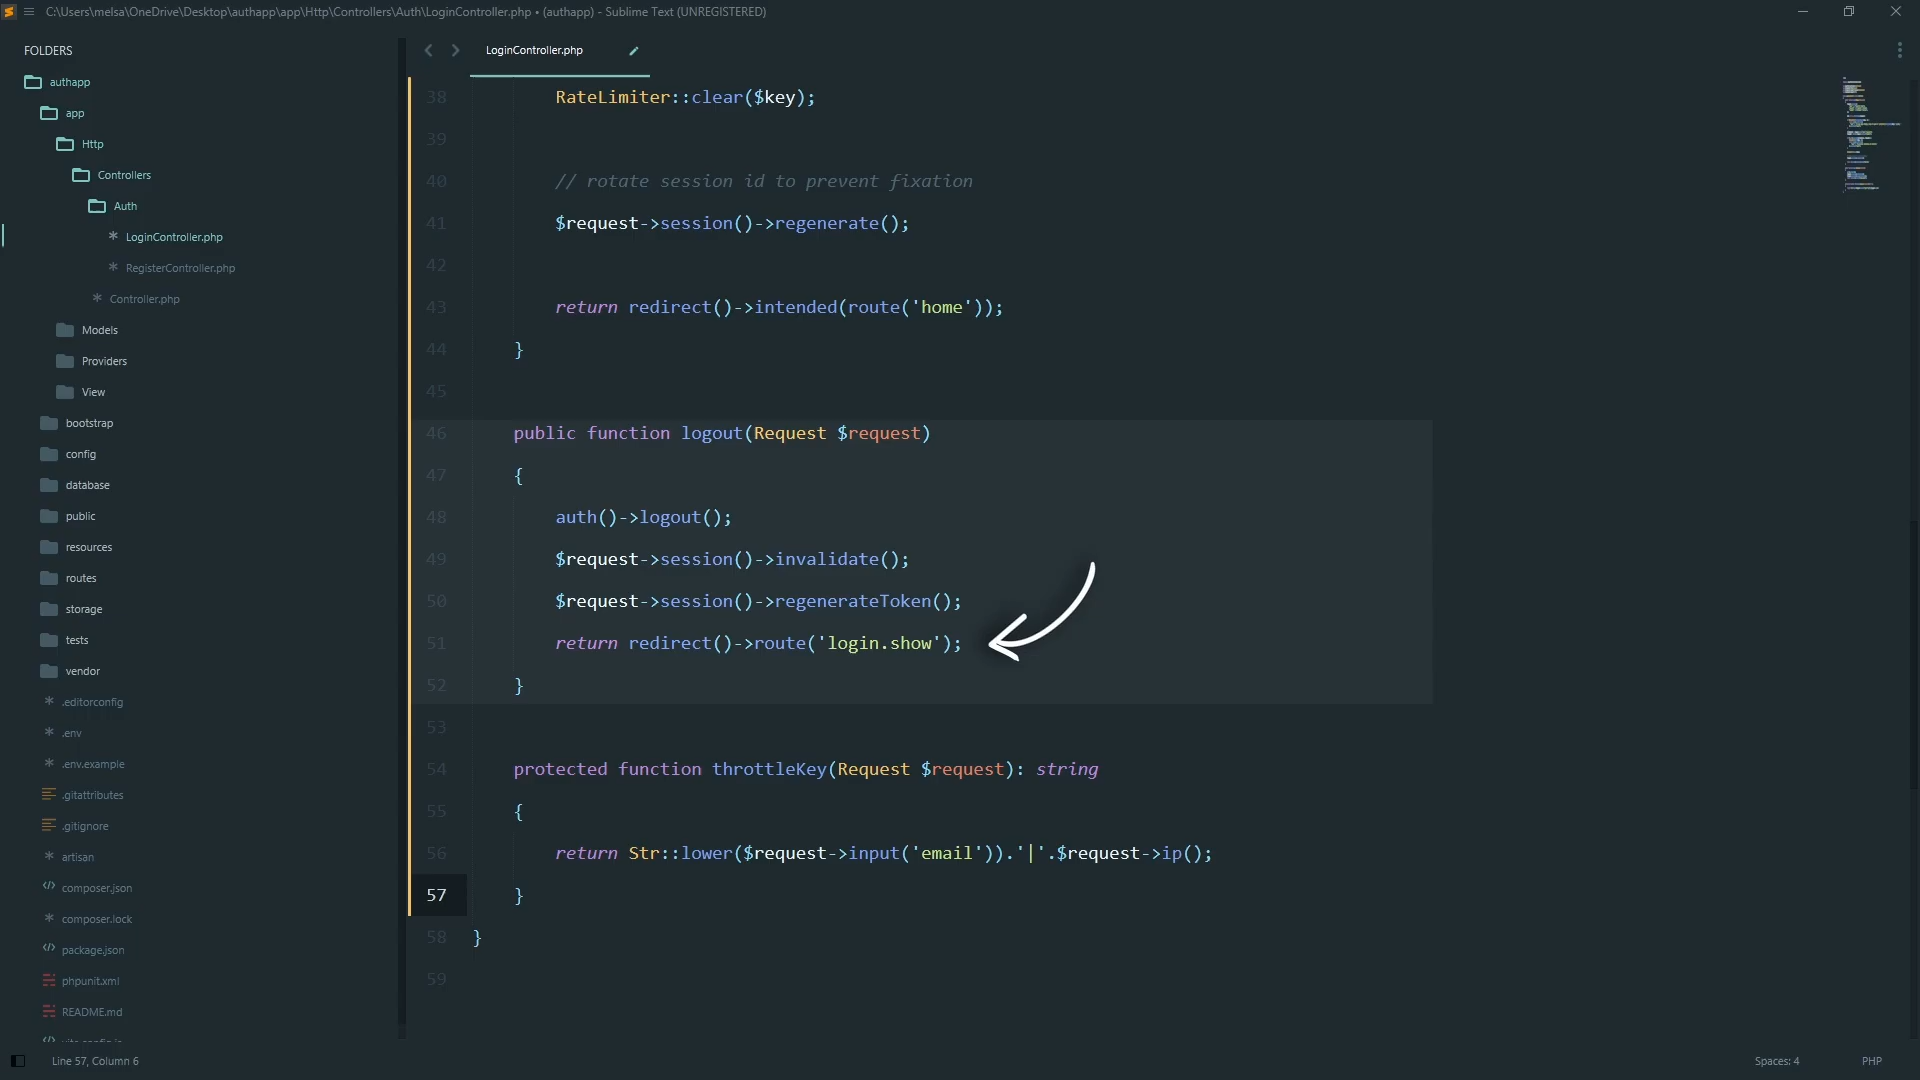 C:\Users\melsa\OneDrive\Desktop\authapp\app\Http\Controllers\Auth\LoginController.php • (authapp) - Sublime Text (UNREGISTERED)
FOLDERS
authapp
app
Http
Controllers
Auth
LoginController.php
RegisterController.php
Controller.php
Models
Providers
View
bootstrap
config
database
public
resources
routes
storage
tests
vendor
.editorconfig
.env
.env.example
.gitattributes
.gitignore
artisan
composer.json
composer.lock
package.json
phpunit.xml
README.md
LoginController.php
38 RateLimiter::clear($key);
39
40 // rotate session id to prevent fixation
41 $request->session()->regenerate();
42
43 return redirect()->intended(route('home'));
44 }
45
46 public function logout(Request $request)
47 {
48 auth()->logout();
49 $request->session()->invalidate();
50 $request->session()->regenerateToken();
51 return redirect()->route('login.show');
52 }
53
54 protected function throttleKey(Request $request): string
55 {
56 return Str::lower($request->input('email')).'|'.$request->ip();
57 }
58 }
59
Line 57, Column 6
Spaces: 4
PHP